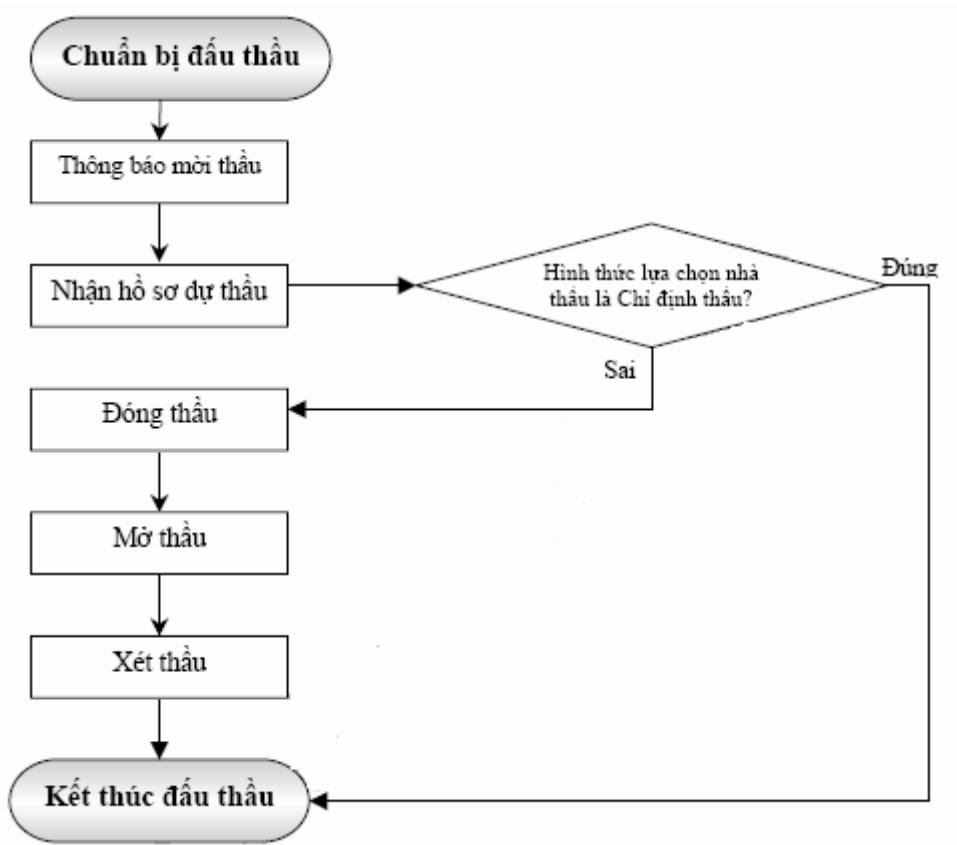 Chuẩn bị đấu thầu
Thông báo mời thầu
Nhận hồ sơ dự thầu
Hình thức lựa chọn nhà
thầu là Chỉ định thầu?
Đúng
Sai
Đóng thầu
Mở thầu
Xét thầu
Kết thúc đấu thầu